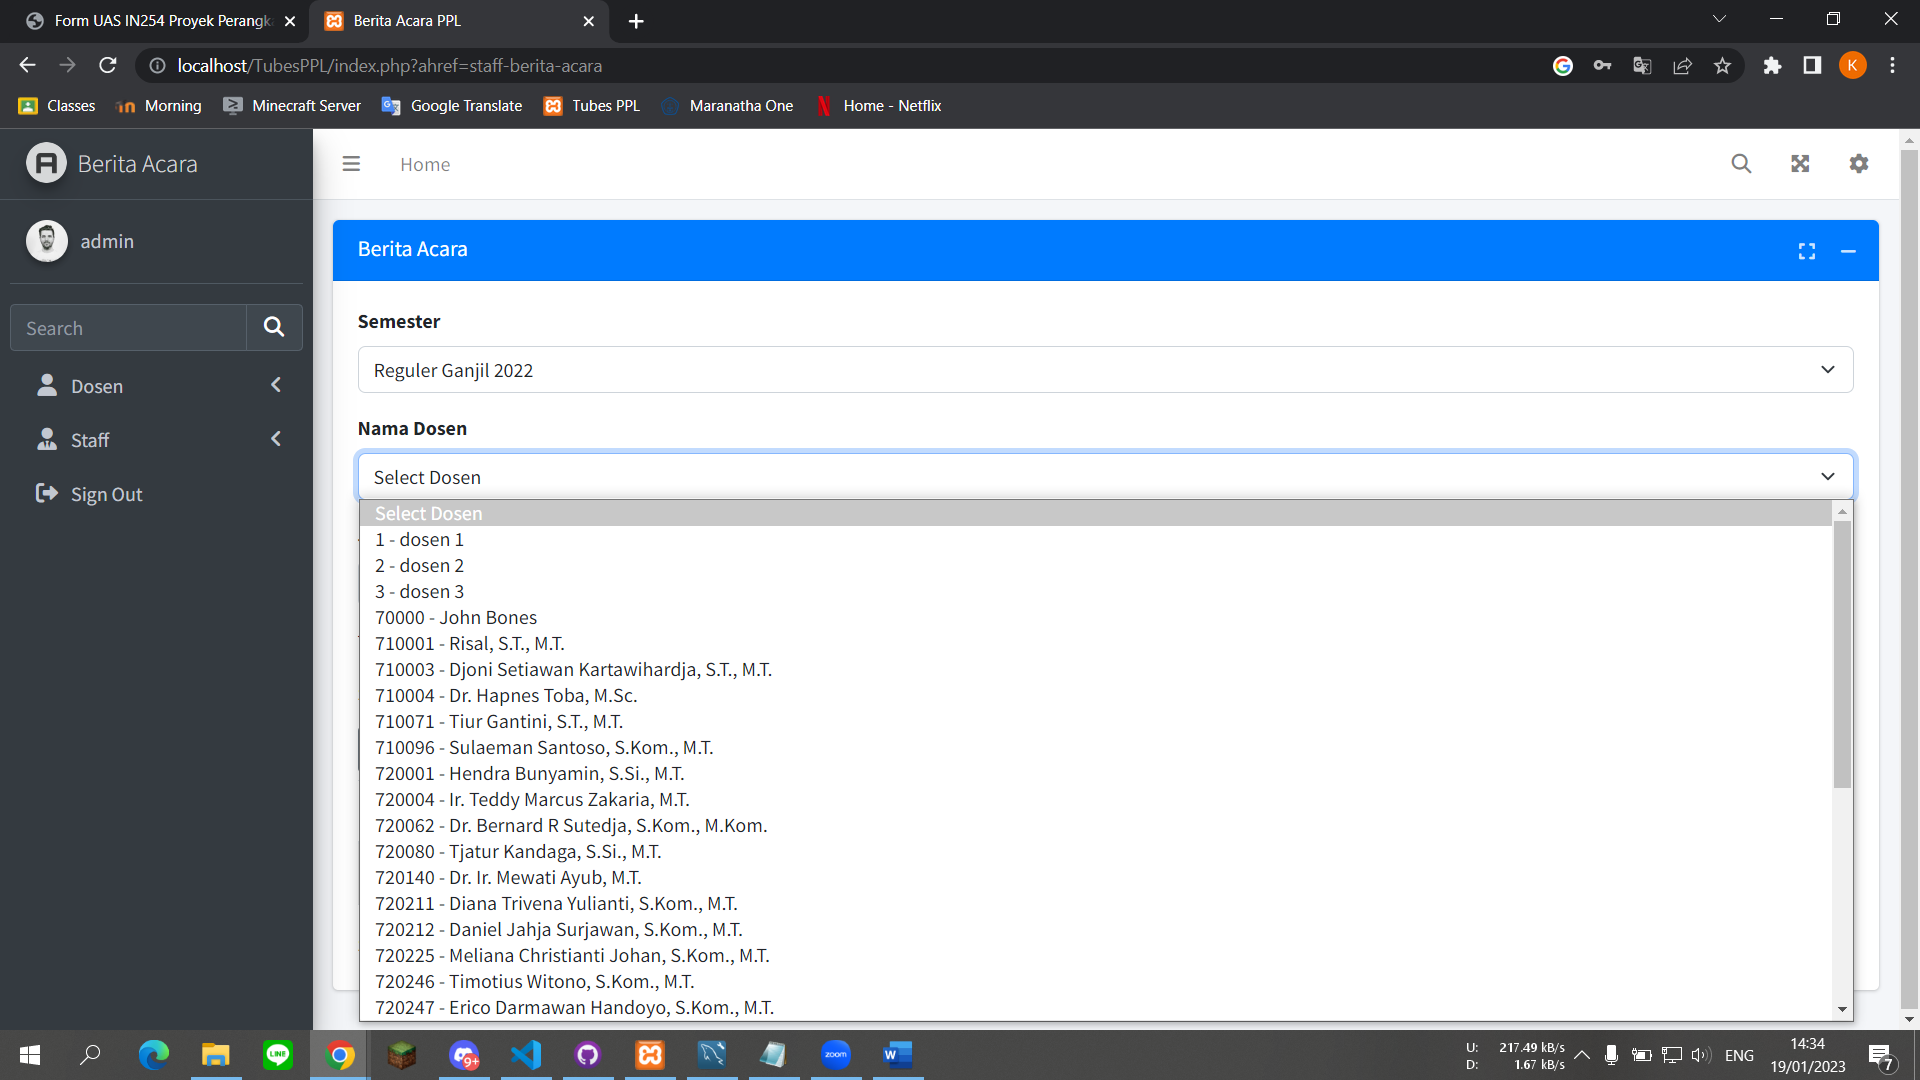 Form UAS IN254 Proyek Perangka
Berita Acara PPL
localhost/TubesPPL/index.php?ahref=staff-berita-acara
K
Classes
Morning
Minecraft Server
Google Translate
Tubes PPL
Maranatha One
Home - Netflix
Berita Acara
Home
admin
Search
Dosen
Staff
Sign Out
Berita Acara
Semester
Reguler Ganjil 2022
Nama Dosen
Select Dosen
Select Dosen
1 - dosen 1
2 - dosen 2
3 - dosen 3
70000 - John Bones
710001 - Risal, S.T., M.T.
710003 - Djoni Setiawan Kartawihardja, S.T., M.T.
710004 - Dr. Hapnes Toba, M.Sc.
710071 - Tiur Gantini, S.T., M.T.
710096 - Sulaeman Santoso, S.Kom., M.T.
720001 - Hendra Bunyamin, S.Si., M.T.
720004 - Ir. Teddy Marcus Zakaria, M.T.
720062 - Dr. Bernard R Sutedja, S.Kom., M.Kom.
720080 - Tjatur Kandaga, S.Si., M.T.
720140 - Dr. Ir. Mewati Ayub, M.T.
720211 - Diana Trivena Yulianti, S.Kom., M.T.
720212 - Daniel Jahja Surjawan, S.Kom., M.T.
720225 - Meliana Christianti Johan, S.Kom., M.T.
720246 - Timotius Witono, S.Kom., M.T.
720247 - Erico Darmawan Handoyo, S.Kom., M.T.
LINE
9+
zoom
W
U: 217.49 kB/s
D: 1.67 kB/s
ENG
14:34
19/01/2023
7